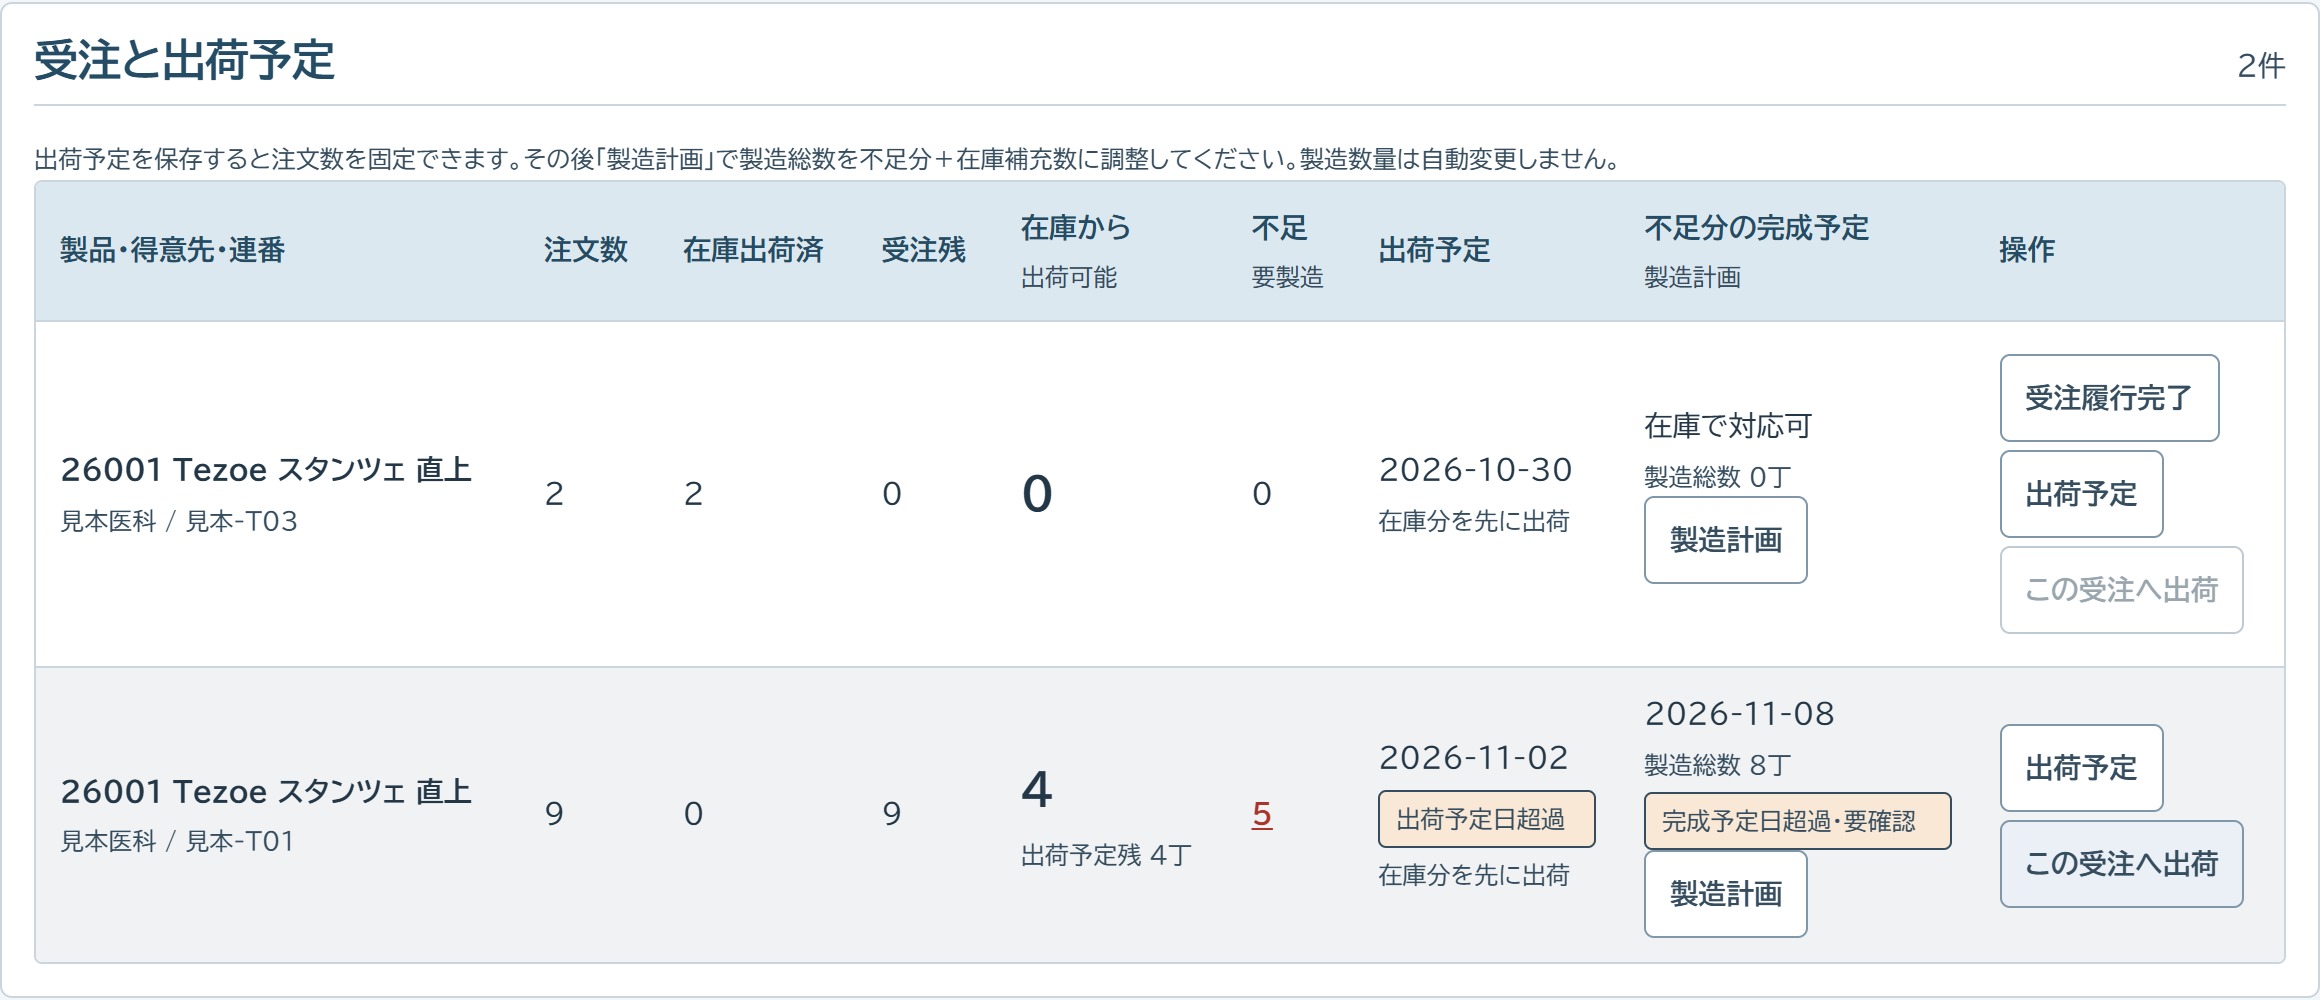 受注と出荷予定
2件
出荷予定を保存すると注文数を固定できます。その後「製造計画」で製造総数を不足分＋在庫補充数に調整してください。製造数量は自動変更しません。
製品・得意先・連番
注文数
在庫出荷済
受注残
在庫から
出荷可能
不足
要製造
出荷予定
不足分の完成予定
製造計画
操作
26001 Tezoe スタンツェ 直上
見本医科 / 見本-T03
2
2
0
0
0
2026-10-30
在庫分を先に出荷
在庫で対応可
製造総数 0丁
製造計画
受注履行完了
出荷予定
この受注へ出荷
26001 Tezoe スタンツェ 直上
見本医科 / 見本-T01
9
0
9
4
出荷予定残 4丁
5
2026-11-02
出荷予定日超過
在庫分を先に出荷
2026-11-08
製造総数 8丁
完成予定日超過・要確認
製造計画
出荷予定
この受注へ出荷